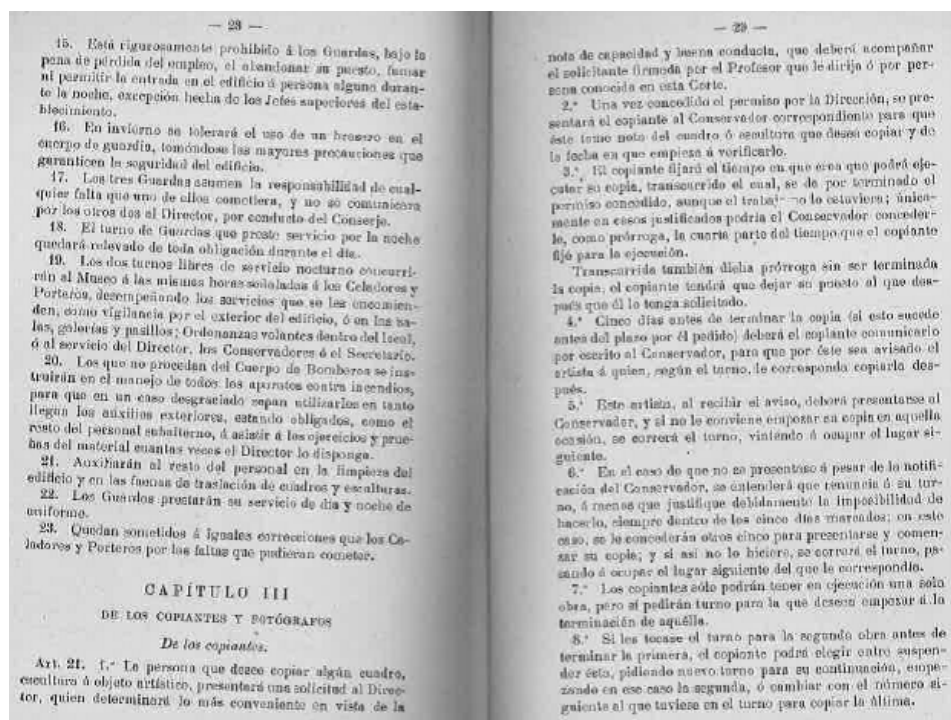 — 28 —
15. Está rigurosamente prohibido á los Guardas, bajo la
pena de pérdida del empleo, el abandonar su puesto, fumar
ni permitir la entrada en el edificio á persona alguna duran-
te la noche, excepción hecha de los Jefes superiores del esta-
blecimiento.
16. En invierno se tolerará el uso de un brasero en el
cuerpo de guardia, tomándose las mayores precauciones que
garanticen la seguridad del edificio.
17. Los tres Guardas asumen la responsabilidad de cual-
quier falta que uno de ellos cometiera, y no se comunicara
por los otros dos al Director, por conducto del Conserje.
18. El turno de Guardas que preste servicio por la noche
quedará relevado de toda obligación durante el día.
19. Los dos turnos libres de servicio nocturno concurri-
rán al Museo á las mismas horas señaladas á los Celadores y
Porteros, desempeñando los servicios que se les encomien-
den, como vigilancia por el exterior del edificio, ó en las sa-
las, galerías y pasillos; Ordenanzas volantes dentro del local,
ó al servicio del Director, los Conservadores ó el Secretario.
20. Los que no procedan del Cuerpo de Bomberos se ins-
truirán en el manejo de todos los aparatos contra incendios,
para que en un caso desgraciado sepan utilizarlos en tanto
llegan los auxilios exteriores, estando obligados, como el
resto del personal subalterno, á asistir á los ejercicios y prue-
bas del material cuantas veces el Director lo disponga.
21. Auxiliarán al resto del personal en la limpieza del
edificio y en las faenas de traslación de cuadros y esculturas.
22. Los Guardas prestarán su servicio de día y noche de
uniforme.
23. Quedan sometidos á iguales correcciones que los Ce-
ladores y Porteros por las faltas que pudieran cometer.
CAPÍTULO III
DE LOS COPIANTES Y FOTÓGRAFOS
De los copiantes.
Art. 21. 1.ª La persona que desee copiar algún cuadro,
escultura ú objeto artístico, presentará una solicitud al Direc-
tor, quien determinará lo más conveniente en vista de la
— 29 —
nota de capacidad y buena conducta, que deberá acompañar
el solicitante firmada por el Profesor que le dirija ó por per-
sona conocida en esta Corte.
2.ª Una vez concedido el permiso por la Dirección, se pre-
sentará el copiante al Conservador correspondiente para que
éste tome nota del cuadro ó escultura que desea copiar y de
la fecha en que empieza á verificarlo.
3.ª El copiante fijará el tiempo en que crea que podrá eje-
cutar su copia, transcurrido el cual, se da por terminado el
permiso concedido, aunque el trabajo no lo estuviera; única-
mente en casos justificados podría el Conservador conceder-
le, como prórroga, la cuarta parte del tiempo que el copiante
fijó para la ejecución.
Transcurrida también dicha prórroga sin ser terminada
la copia, el copiante tendrá que dejar su puesto al que des-
pués que él lo tenga solicitado.
4.ª Cinco días antes de terminar la copia (si esto sucede
antes del plazo por él pedido) deberá el copiante comunicarlo
por escrito al Conservador, para que por éste sea avisado el
artista á quien, según el turno, le corresponda copiarlo des-
pués.
5.ª Este artista, al recibir el aviso, deberá presentarse al
Conservador, y si no le conviene empezar su copia en aquella
ocasión, se correrá el turno, viniendo á ocupar el lugar si-
guiente.
6.ª En el caso de que no se presentase á pesar de la notifi-
cación del Conservador, se entenderá que renuncia á su tur-
no, á menos que justifique debidamente la imposibilidad de
hacerlo, siempre dentro de los cinco días marcados; en este
caso, se le concederán otros cinco para presentarse y comen-
zar su copia; y si así no lo hiciere, se correrá el turno, pa-
sando á ocupar el lugar siguiente del que le correspondía.
7.ª Los copiantes sólo podrán tener en ejecución una sola
obra, pero sí pedirán turno para la que deseen empezar á la
terminación de aquélla.
8.ª Si les tocase el turno para la segunda obra antes de
terminar la primera, el copiante podrá elegir entre suspen-
der ésta, pidiendo nuevo turno para su continuación, empe-
zando en ese caso la segunda, ó cambiar con el número si-
guiente al que tuviese en el turno para copiar la última.